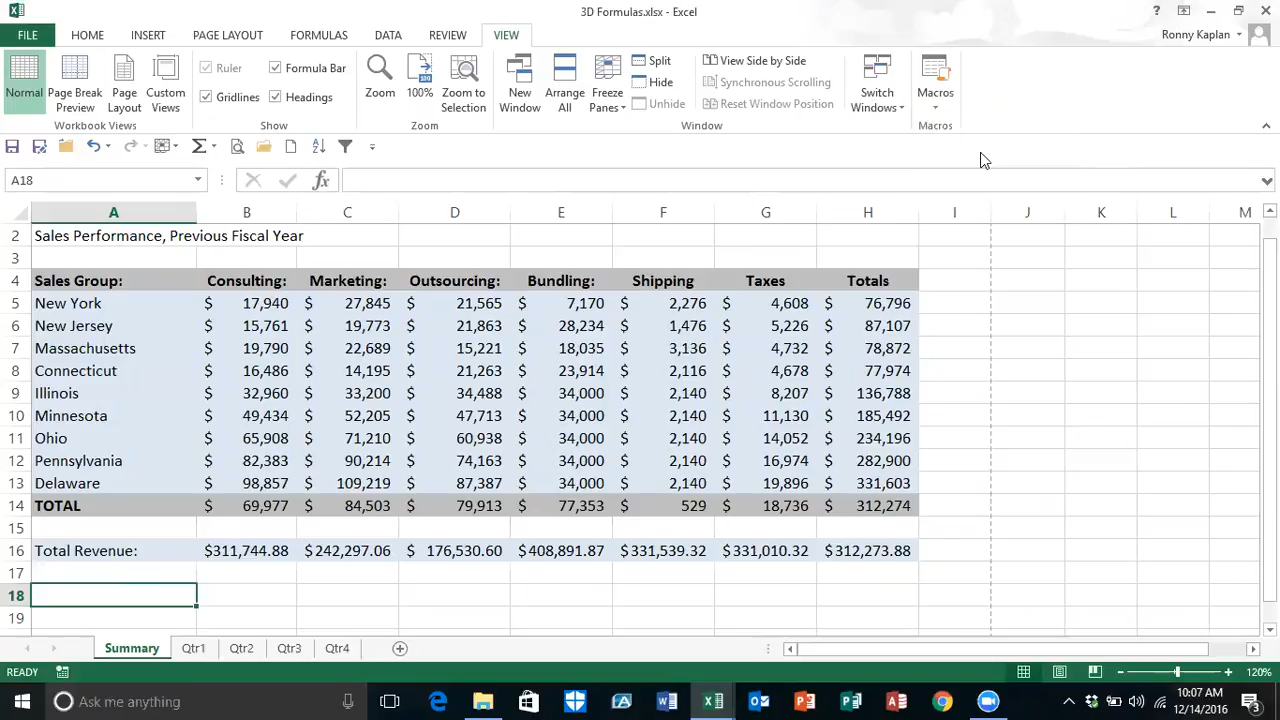 3D Formulas.xlsx - Excel
FILE HOME INSERT PAGE LAYOUT FORMULAS DATA REVIEW VIEW Ronny Kaplan
Normal
Page Break Preview
Page Layout
Custom Views
Workbook Views
Ruler
Formula Bar
Gridlines
Headings
Show
Zoom
100%
Zoom to Selection
Zoom
New Window
Arrange All
Freeze Panes
Split
Hide
Unhide
View Side by Side
Synchronous Scrolling
Reset Window Position
Window
Switch Windows
Macros
Macros
A18
fx
A B C D E F G H I J K L M
2 Sales Performance, Previous Fiscal Year
3
4 Sales Group: Consulting: Marketing: Outsourcing: Bundling: Shipping Taxes Totals
5 New York $ 17,940 $ 27,845 $ 21,565 $ 7,170 $ 2,276 $ 4,608 $ 76,796
6 New Jersey $ 15,761 $ 19,773 $ 21,863 $ 28,234 $ 1,476 $ 5,226 $ 87,107
7 Massachusetts $ 19,790 $ 22,689 $ 15,221 $ 18,035 $ 3,136 $ 4,732 $ 78,872
8 Connecticut $ 16,486 $ 14,195 $ 21,263 $ 23,914 $ 2,116 $ 4,678 $ 77,974
9 Illinois $ 32,960 $ 33,200 $ 34,488 $ 34,000 $ 2,140 $ 8,207 $ 136,788
10 Minnesota $ 49,434 $ 52,205 $ 47,713 $ 34,000 $ 2,140 $ 11,130 $ 185,492
11 Ohio $ 65,908 $ 71,210 $ 60,938 $ 34,000 $ 2,140 $ 14,052 $ 234,196
12 Pennsylvania $ 82,383 $ 90,214 $ 74,163 $ 34,000 $ 2,140 $ 16,974 $ 282,900
13 Delaware $ 98,857 $ 109,219 $ 87,387 $ 34,000 $ 2,140 $ 19,896 $ 331,603
14 TOTAL $ 69,977 $ 84,503 $ 79,913 $ 77,353 $ 529 $ 18,736 $ 312,274
15
16 Total Revenue: $311,744.88 $242,297.06 $ 176,530.60 $408,891.87 $331,539.32 $331,010.32 $312,273.88
17
18
19
Summary Qtr1 Qtr2 Qtr3 Qtr4
READY 120%
Ask me anything
10:07 AM
12/14/2016